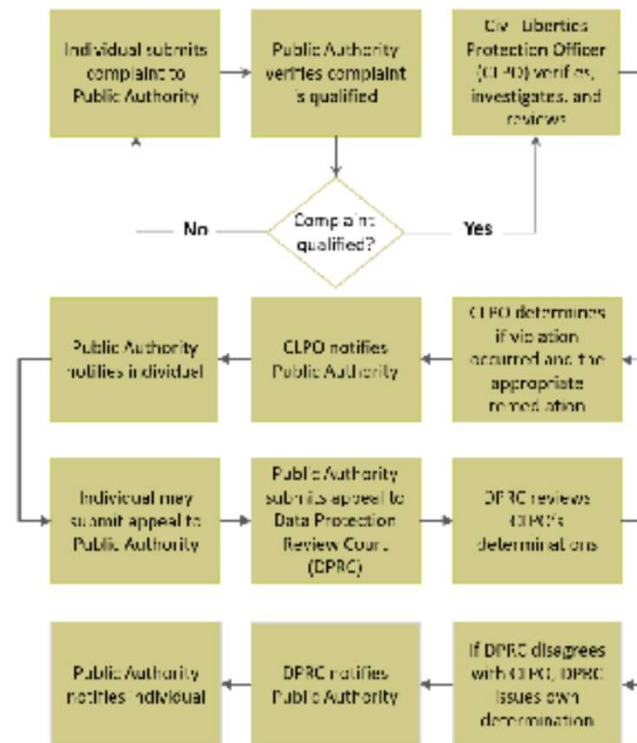 Individual submits
complaint to
Public Authority
Public Authority
verifies complaint
is qualified
Civil Liberties
Protection Officer
(CLPO) verifies,
investigates, and
reviews
Complaint
qualified?
No
Yes
CLPO determines
if violation
occurred and the
appropriate
remediation
CLPO notifies
Public Authority
Public Authority
notifies individual
Individual may
submit appeal to
Public Authority
Public Authority
submits appeal to
Data Protection
Review Court
(DPRC)
DPRC reviews
CLPO's
determinations
If DPRC disagrees
with CLPO, DPRC
issues own
determination
DPRC notifies
Public Authority
Public Authority
notifies individual